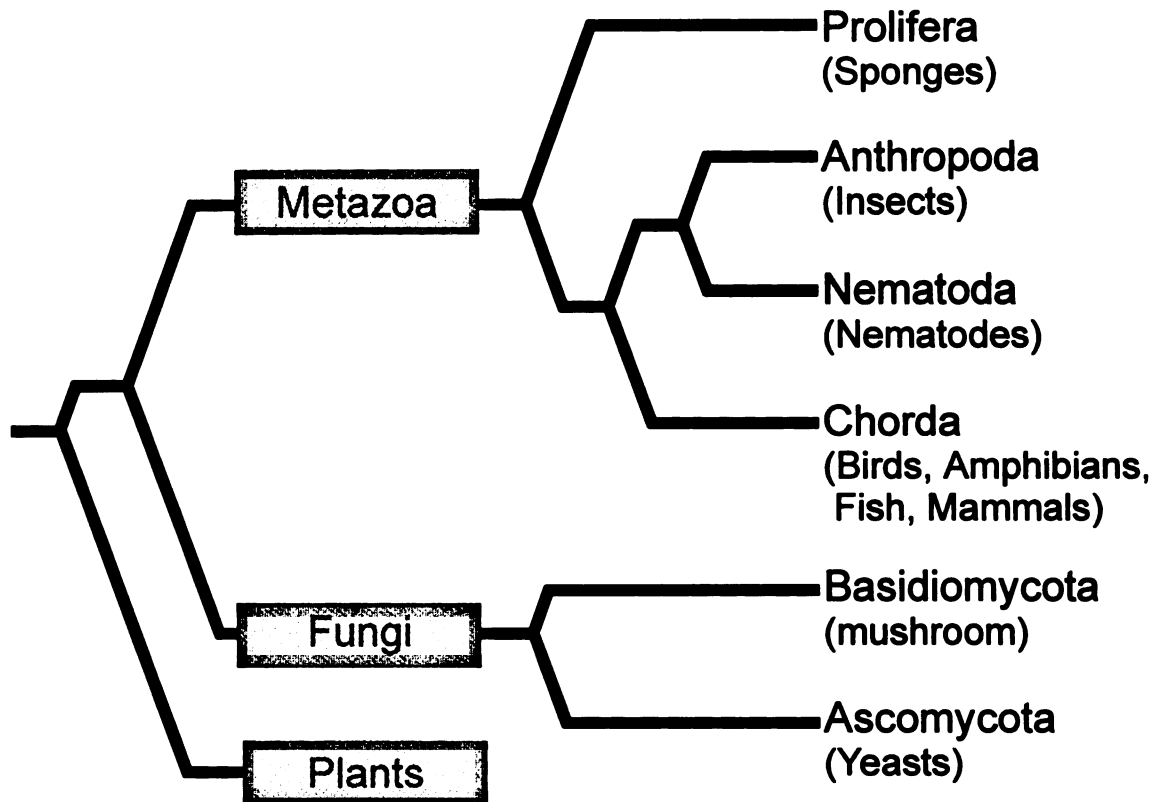 Prolifera
(Sponges)
Anthropoda
(Insects)
Metazoa
Nematoda
(Nematodes)
Chorda
(Birds, Amphibians,
Fish, Mammals)
Basidiomycota
(mushroom)
Fungi
Ascomycota
(Yeasts)
Plants